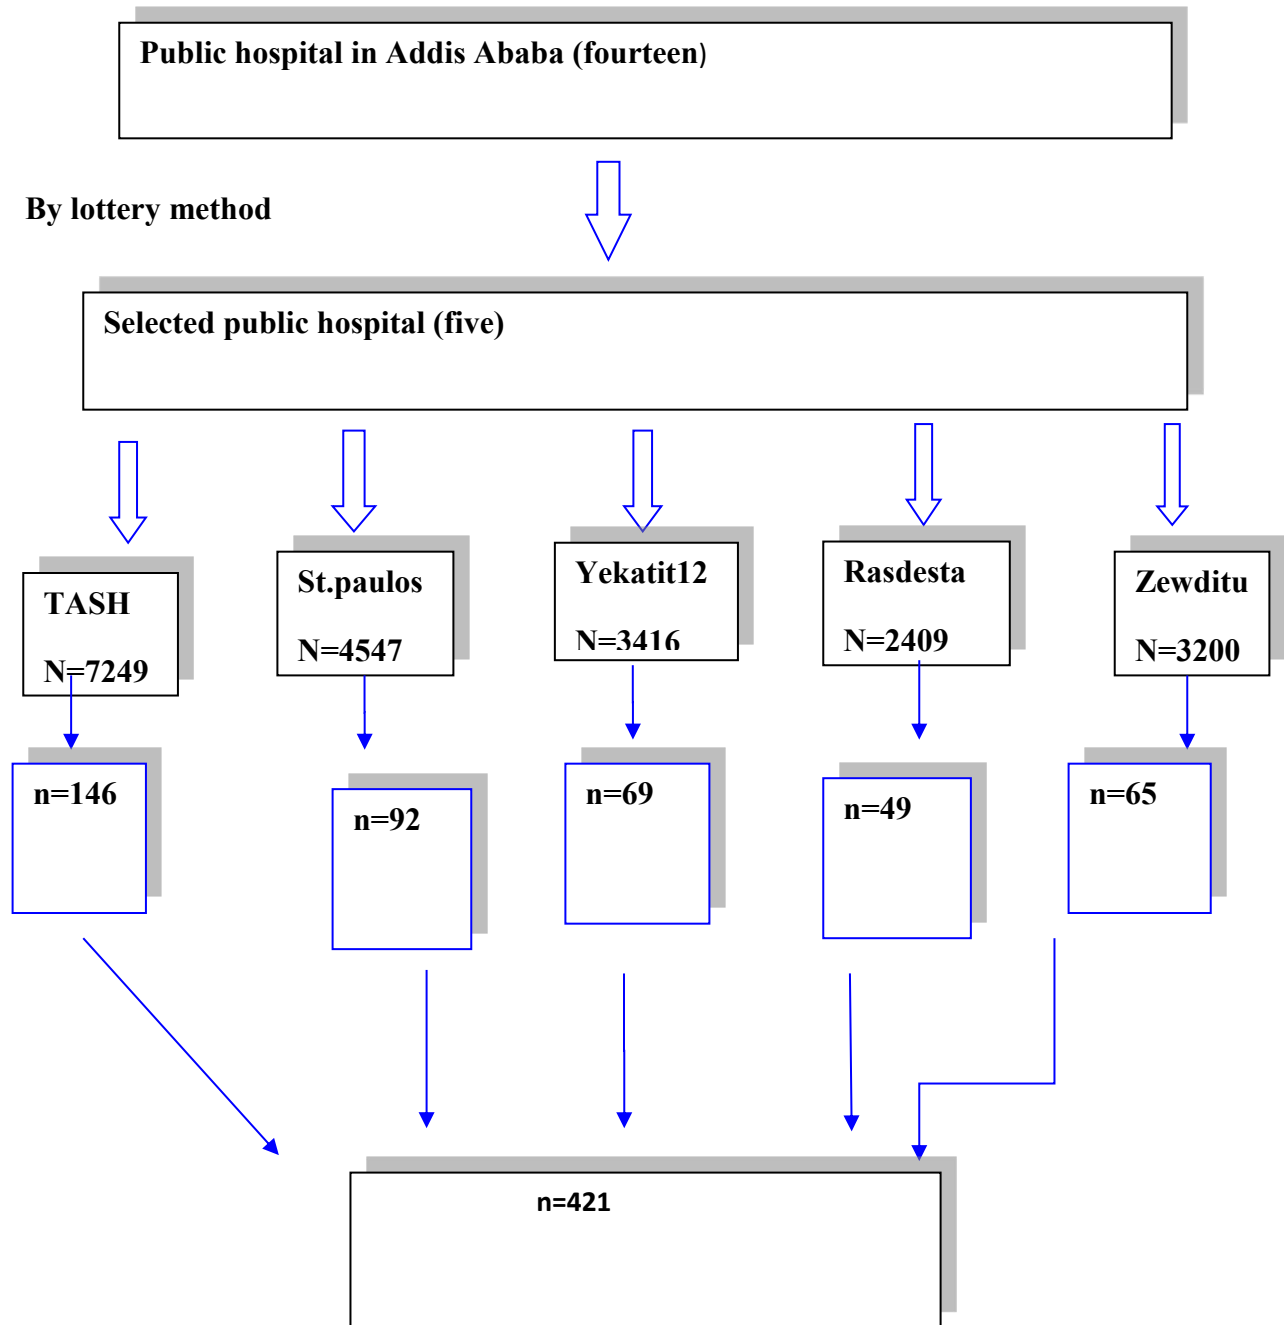 Public hospital in Addis Ababa (fourteen)
By lottery method
Selected public hospital (five)
TASH
N=7249
St.paulos
N=4547
Yekatit12
N=3416
Rasdesta
N=2409
Zewditu
N=3200
n=146
n=92
n=69
n=49
n=65
n=421